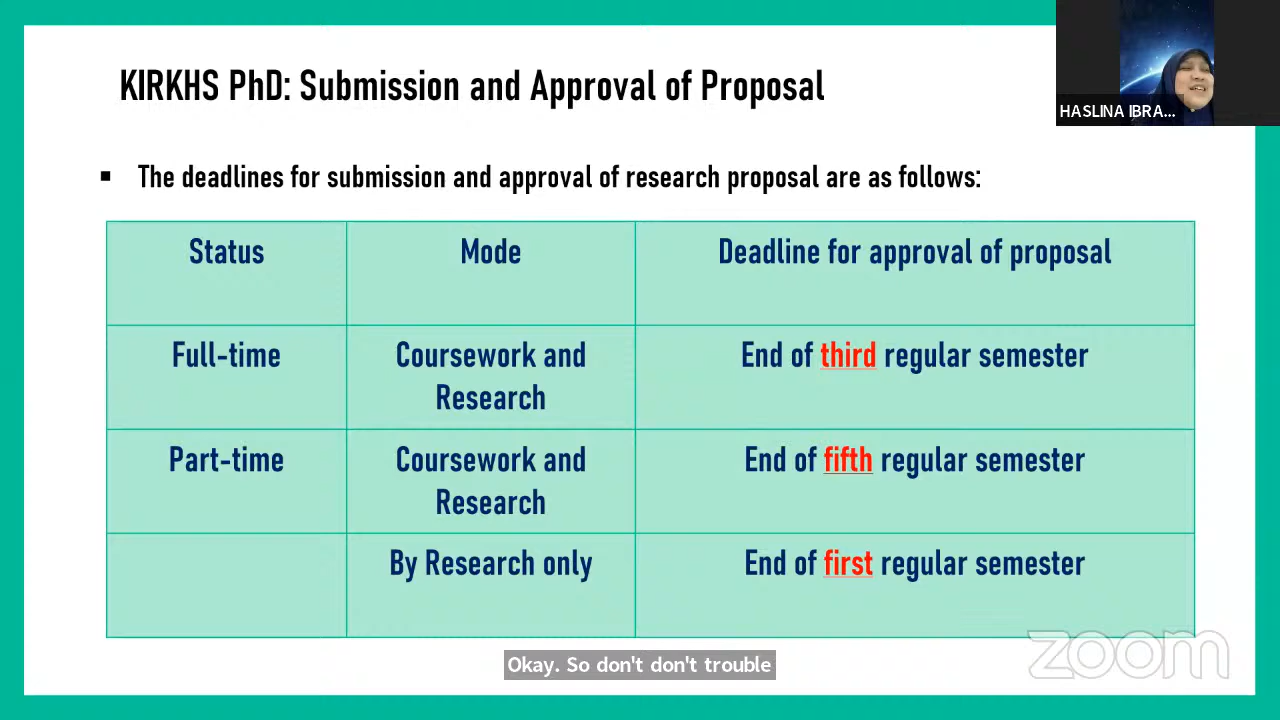 KIRKHS PhD: Submission and Approval of Proposal
HASLINA IBRA...
▪ The deadlines for submission and approval of research proposal are as follows:
Status
Mode
Deadline for approval of proposal
Full-time
Coursework and
Research
End of third regular semester
Part-time
Coursework and
Research
End of fifth regular semester
By Research only
End of first regular semester
Okay. So don't don't trouble
zoom